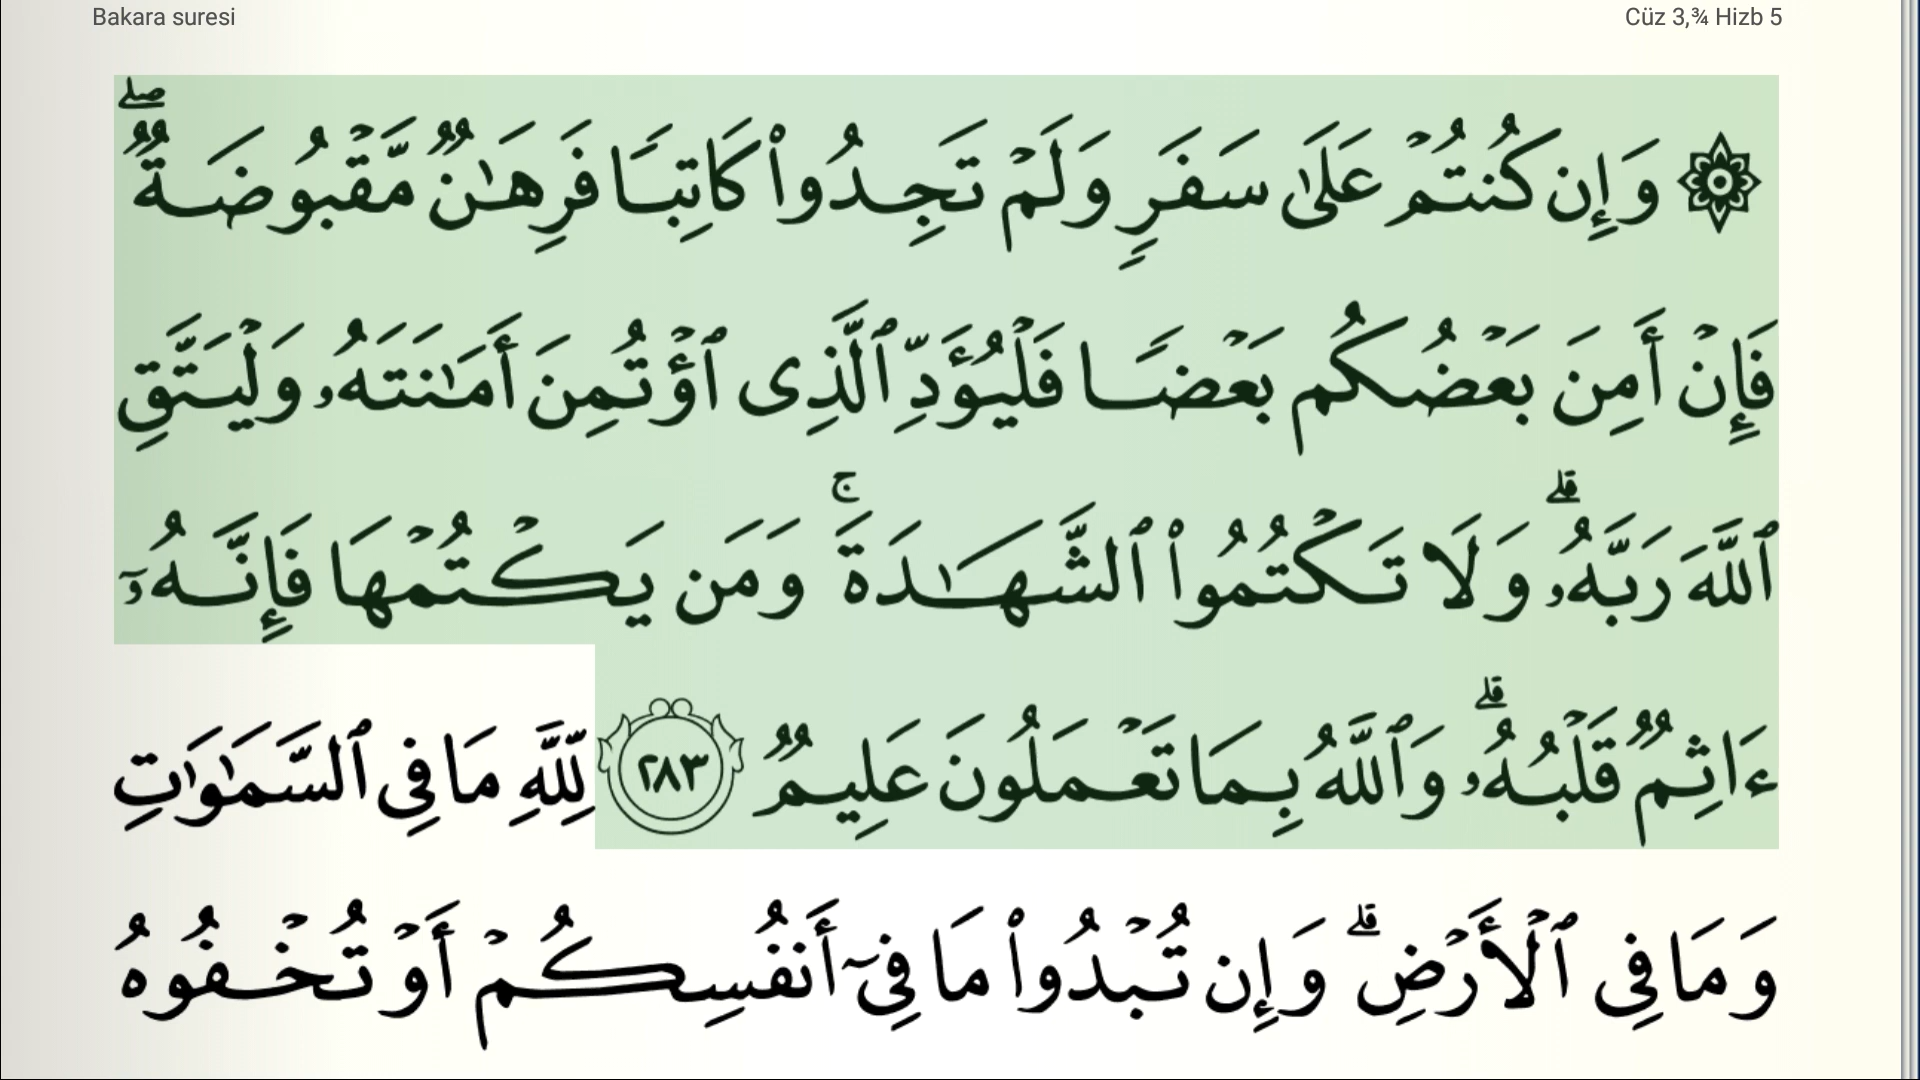 Bakara suresi
Cüz 3,¾ Hizb 5
۞ وَإِن كُنتُمۡ عَلَىٰ سَفَرٖ وَلَمۡ تَجِدُواْ كَاتِبٗا فَرِهَٰنٞ مَّقۡبُوضَةٞۖ
فَإِنۡ أَمِنَ بَعۡضُكُم بَعۡضٗا فَلۡيُؤَدِّ ٱلَّذِي ٱؤۡتُمِنَ أَمَٰنَتَهُۥ وَلۡيَتَّقِ
ٱللَّهَ رَبَّهُۥۗ وَلَا تَكۡتُمُواْ ٱلشَّهَٰدَةَۚ وَمَن يَكۡتُمۡهَا فَإِنَّهُۥٓ
ءَاثِمٞ قَلۡبُهُۥۗ وَٱللَّهُ بِمَا تَعۡمَلُونَ عَلِيمٞ ٢٨٣ لِّلَّهِ مَا فِي ٱلسَّمَٰوَٰتِ
وَمَا فِي ٱلۡأَرۡضِۗ وَإِن تُبۡدُواْ مَا فِيٓ أَنفُسِكُمۡ أَوۡ تُخۡفُوهُ